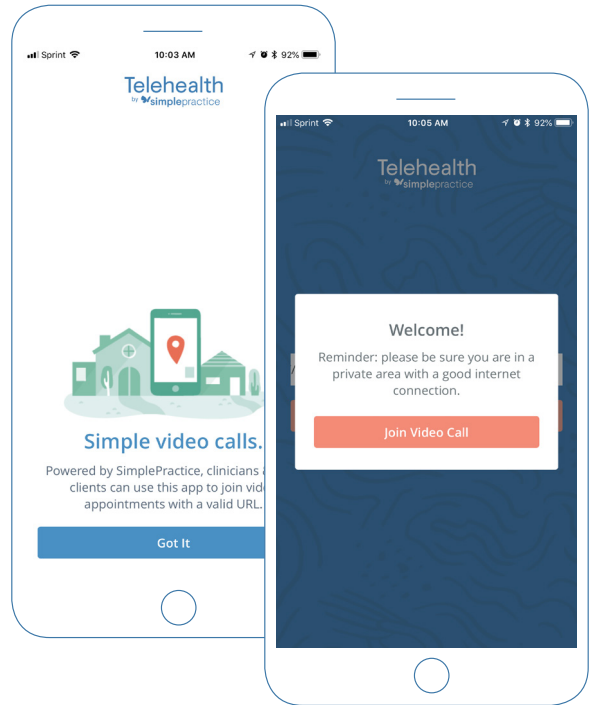 Sprint
10:03 AM
92%
Telehealth
by simplepractice
Simple video calls.
Powered by SimplePractice, clinicians
clients can use this app to join
appointments with a valid URL.
Got It
Sprint
10:05 AM
92%
Telehealth
by simplepractice
Welcome!
Reminder: please be sure you are in a
private area with a good internet
connection.
Join Video Call